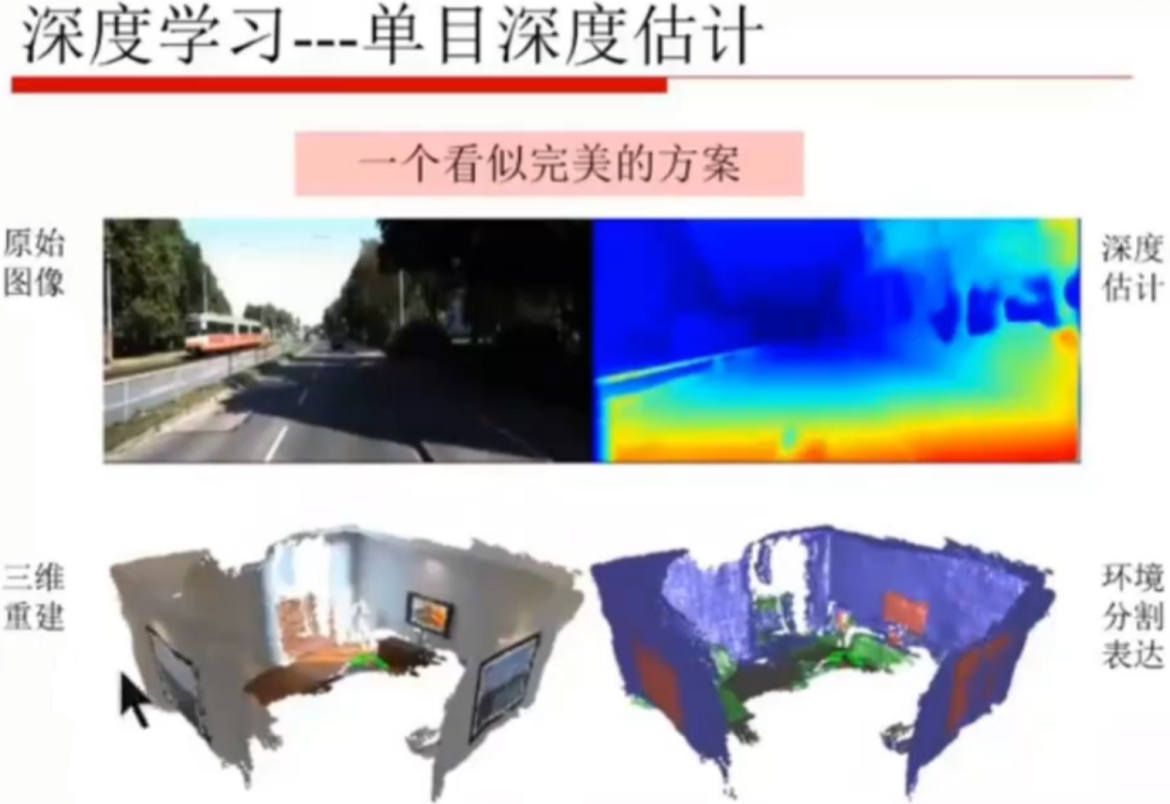 深度学习---单目深度估计
一个看似完美的方案
原始
图像
深度
估计
三维
重建
环境
分割
表达